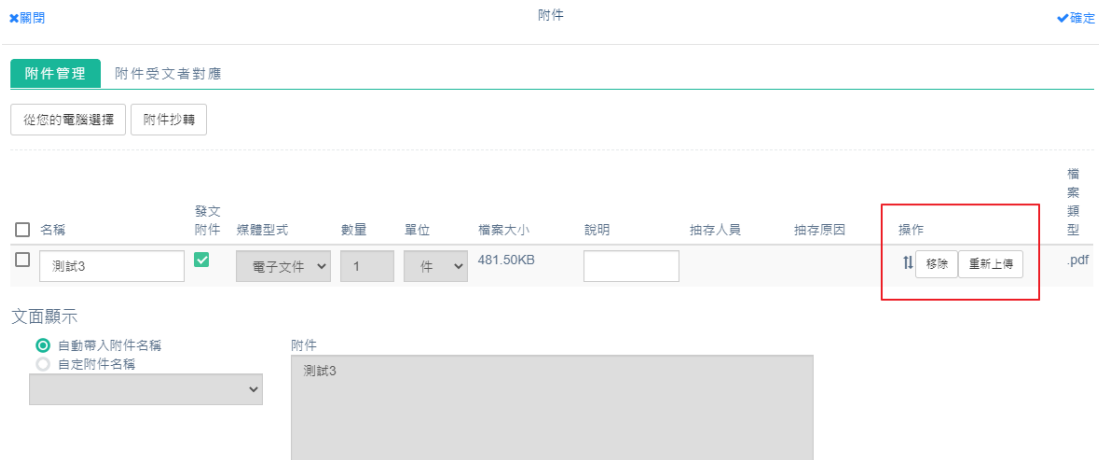 ✖關閉
附件
✔確定
附件管理
附件受文者對應
從您的電腦選擇
附件抄轉
名稱
發文附件
媒體型式
數量
單位
檔案大小
說明
抽存人員
抽存原因
操作
檔案類型
測試3
電子文件
1
件
481.50KB
移除
重新上傳
.pdf
文面顯示
自動帶入附件名稱
自定附件名稱
附件
測試3